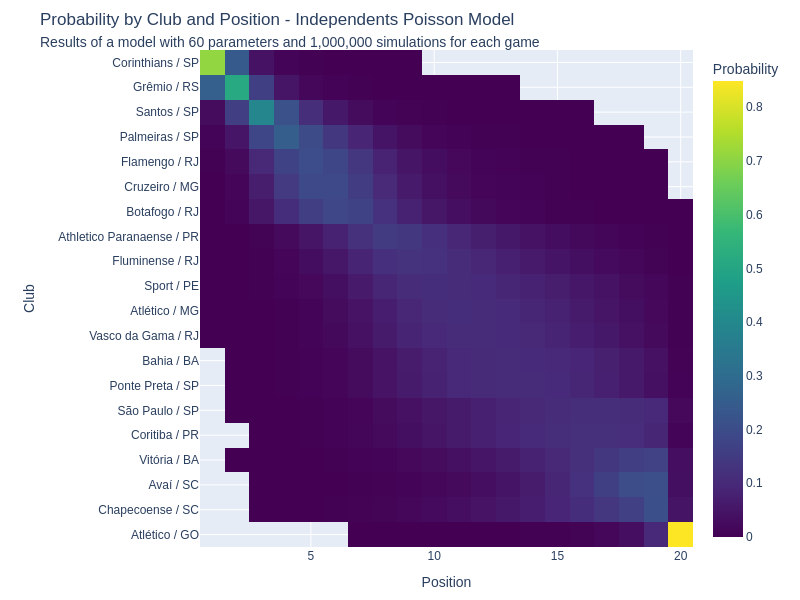 Probability by Club and Position - Independents Poisson Model
Results of a model with 60 parameters and 1,000,000 simulations for each game
Probability
Corinthians / SP
Grêmio / RS
Santos / SP
Palmeiras / SP
Flamengo / RJ
Cruzeiro / MG
Botafogo / RJ
Athletico Paranaense / PR
Fluminense / RJ
Sport / PE
Atlético / MG
Vasco da Gama / RJ
Bahia / BA
Ponte Preta / SP
São Paulo / SP
Coritiba / PR
Vitória / BA
Avaí / SC
Chapecoense / SC
Atlético / GO
Club
5
10
15
20
Position
0.8
0.7
0.6
0.5
0.4
0.3
0.2
0.1
0